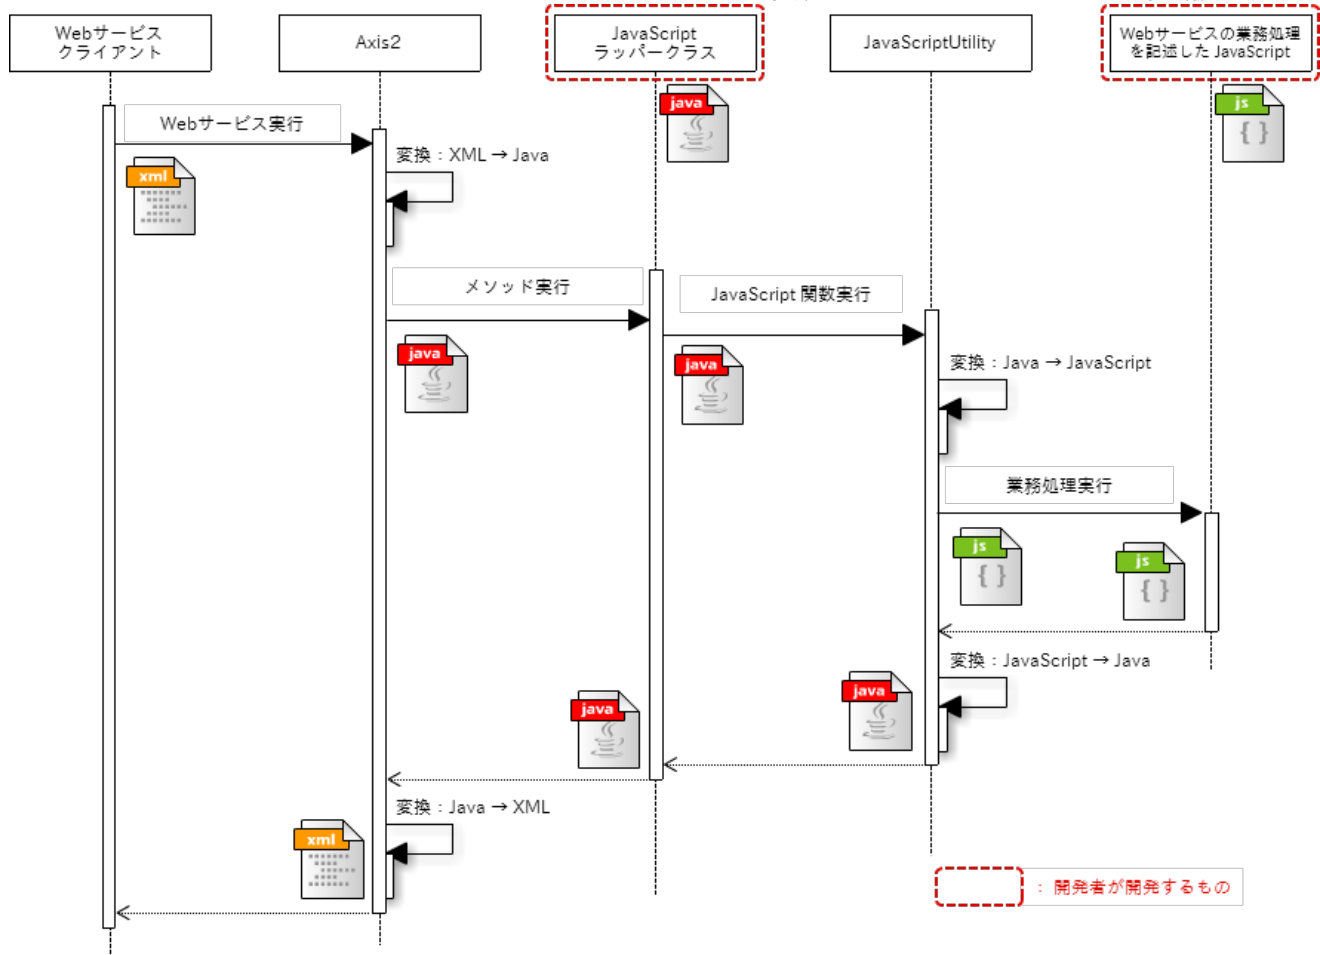 Webサービス
クライアント
Axis2
JavaScript
ラッパークラス
JavaScriptUtility
Webサービスの業務処理
を記述した JavaScript
java
js
{ }
Webサービス実行
変換：XML → Java
xml
メソッド実行
JavaScript 関数実行
java
java
変換：Java → JavaScript
業務処理実行
js
{ }
js
{ }
変換：JavaScript → Java
java
java
変換：Java → XML
xml
： 開発者が開発するもの